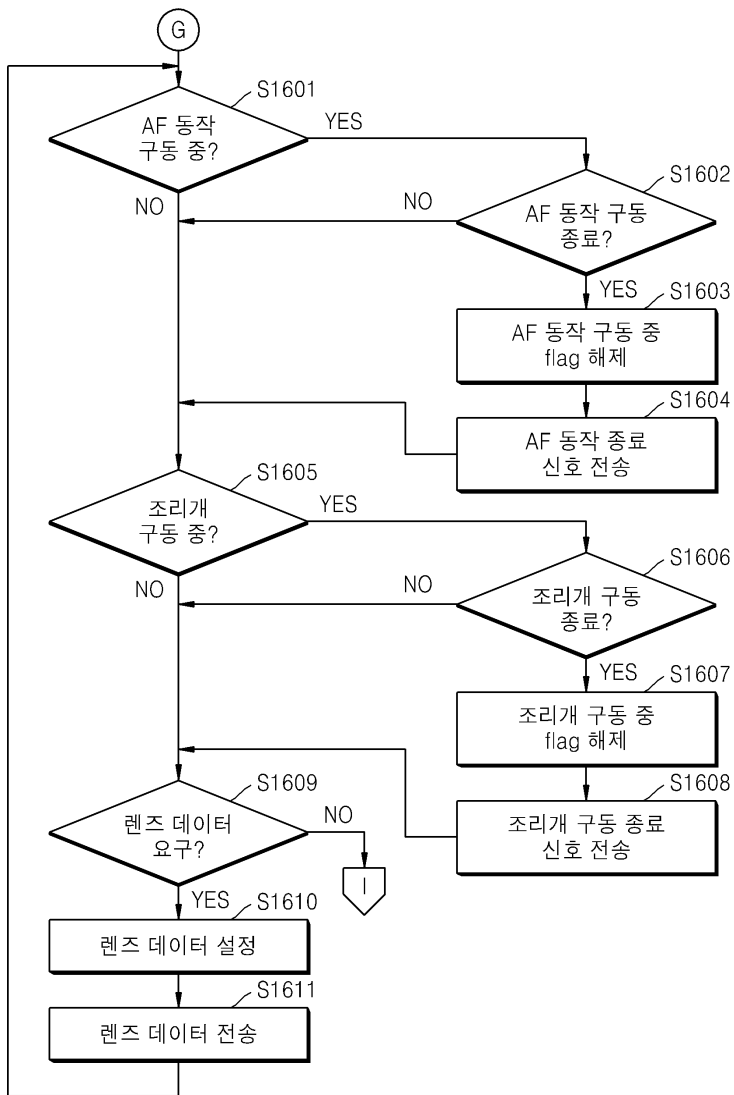 G
S1601
AF 동작
구동 중?
YES
NO
S1602
AF 동작 구동
종료?
NO
YES
S1603
AF 동작 구동 중
flag 해제
S1604
AF 동작 종료
신호 전송
S1605
조리개
구동 중?
YES
NO
S1606
조리개 구동
종료?
NO
YES
S1607
조리개 구동 중
flag 해제
S1608
조리개 구동 종료
신호 전송
S1609
렌즈 데이터
요구?
NO
I
YES
S1610
렌즈 데이터 설정
S1611
렌즈 데이터 전송